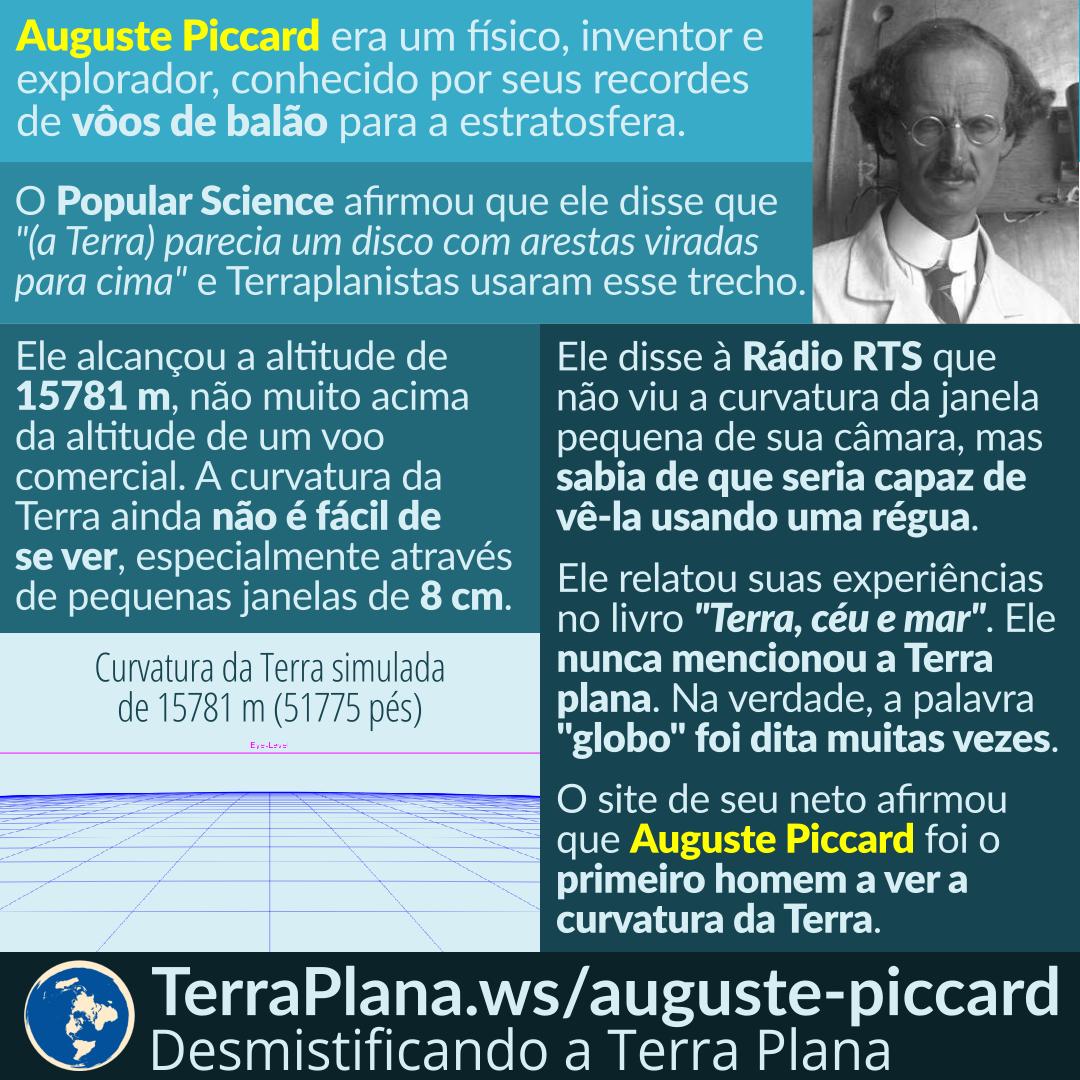 Auguste Piccard era um físico, inventor e
explorador, conhecido por seus recordes
de vôos de balão para a estratosfera.
O Popular Science afirmou que ele disse que
"(a Terra) parecia um disco com arestas viradas
para cima" e Terraplanistas usaram esse trecho.
Ele alcançou a altitude de
15781 m, não muito acima
da altitude de um voo
comercial. A curvatura da
Terra ainda não é fácil de
se ver, especialmente através
de pequenas janelas de 8 cm.
Curvatura da Terra simulada
de 15781 m (51775 pés)
Eye-Level
Ele disse à Rádio RTS que
não viu a curvatura da janela
pequena de sua câmara, mas
sabia de que seria capaz de
vê-la usando uma régua.
Ele relatou suas experiências
no livro "Terra, céu e mar". Ele
nunca mencionou a Terra
plana. Na verdade, a palavra
"globo" foi dita muitas vezes.
O site de seu neto afirmou
que Auguste Piccard foi o
primeiro homem a ver a
curvatura da Terra.
TerraPlana.ws/auguste-piccard
Desmistificando a Terra Plana